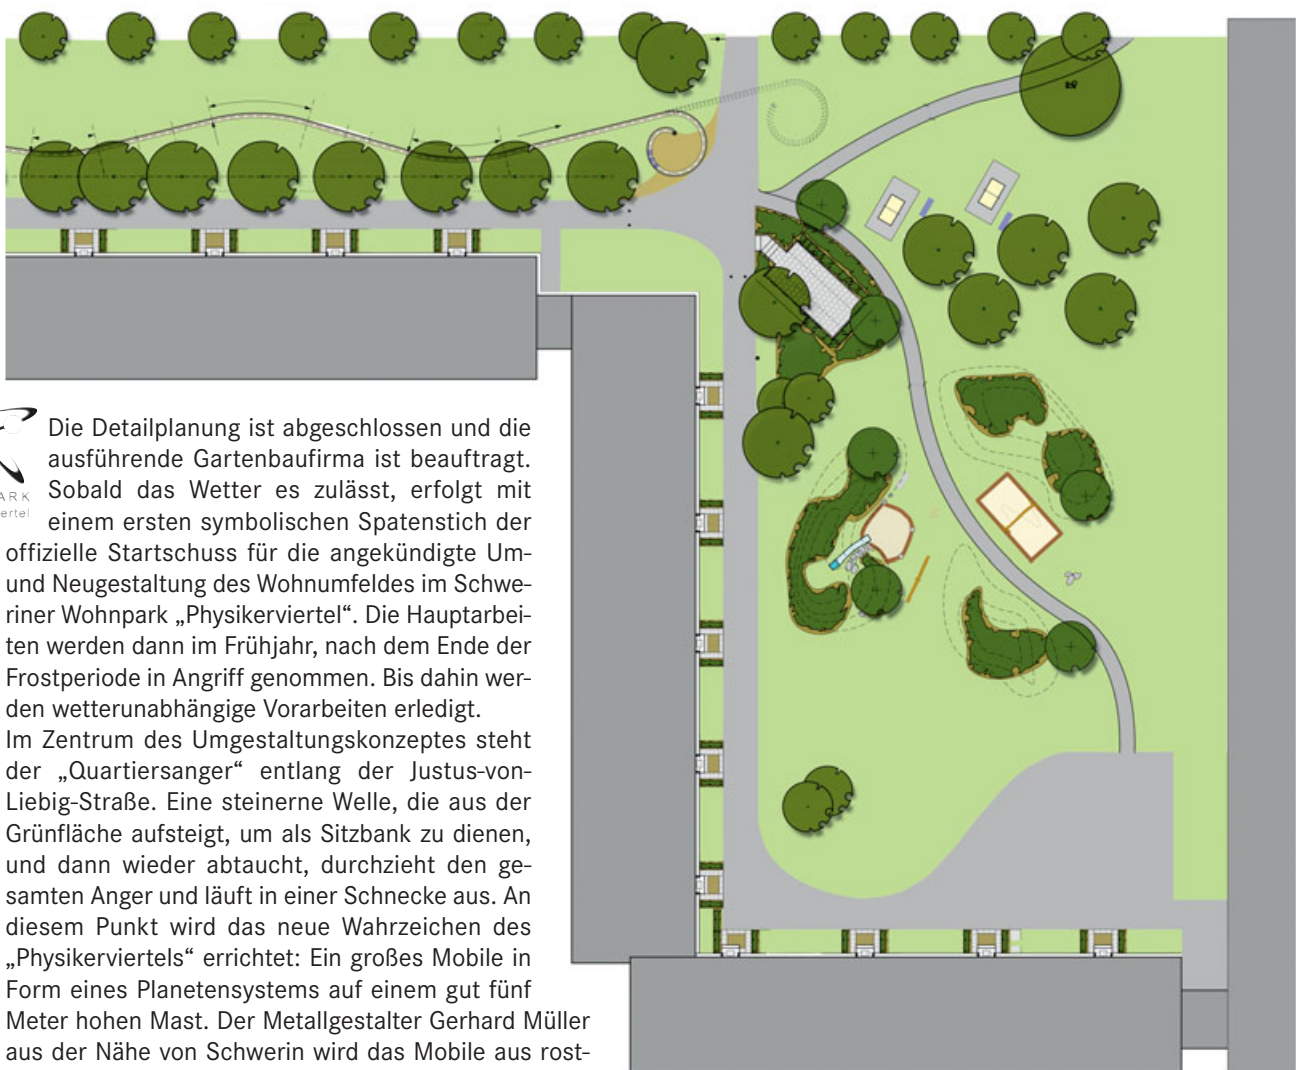 ARK
ertel
Die Detailplanung ist abgeschlossen und die
ausführende Gartenbaufirma ist beauftragt.
Sobald das Wetter es zulässt, erfolgt mit
einem ersten symbolischen Spatenstich der
offizielle Startschuss für die angekündigte Um-
und Neugestaltung des Wohnumfeldes im Schwe-
riner Wohnpark „Physikerviertel“. Die Hauptarbei-
ten werden dann im Frühjahr, nach dem Ende der
Frostperiode in Angriff genommen. Bis dahin wer-
den wetterunabhängige Vorarbeiten erledigt.
Im Zentrum des Umgestaltungskonzeptes steht
der „Quartiersanger“ entlang der Justus-von-
Liebig-Straße. Eine steinerne Welle, die aus der
Grünfläche aufsteigt, um als Sitzbank zu dienen,
und dann wieder abtaucht, durchzieht den ge-
samten Anger und läuft in einer Schnecke aus. An
diesem Punkt wird das neue Wahrzeichen des
„Physikerviertels“ errichtet: Ein großes Mobile in
Form eines Planetensystems auf einem gut fünf
Meter hohen Mast. Der Metallgestalter Gerhard Müller
aus der Nähe von Schwerin wird das Mobile aus rost-